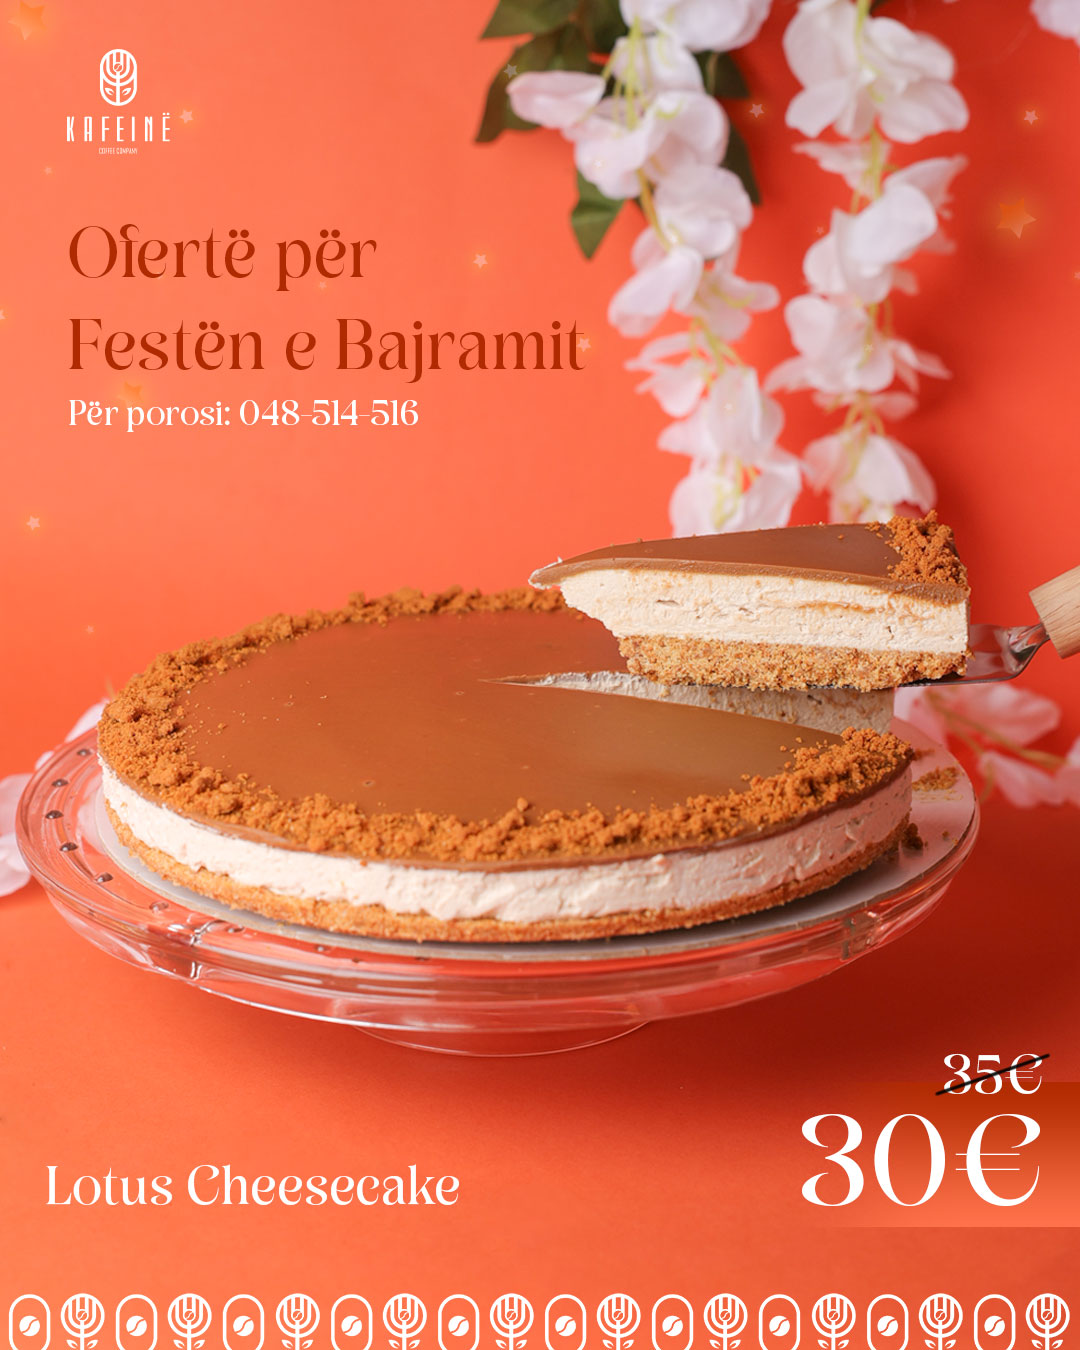 KAFEINË
COFFEE COMPANY
Ofertë për
Festën e Bajramit
Për porosi: 048-514-516
35€
30€
Lotus Cheesecake